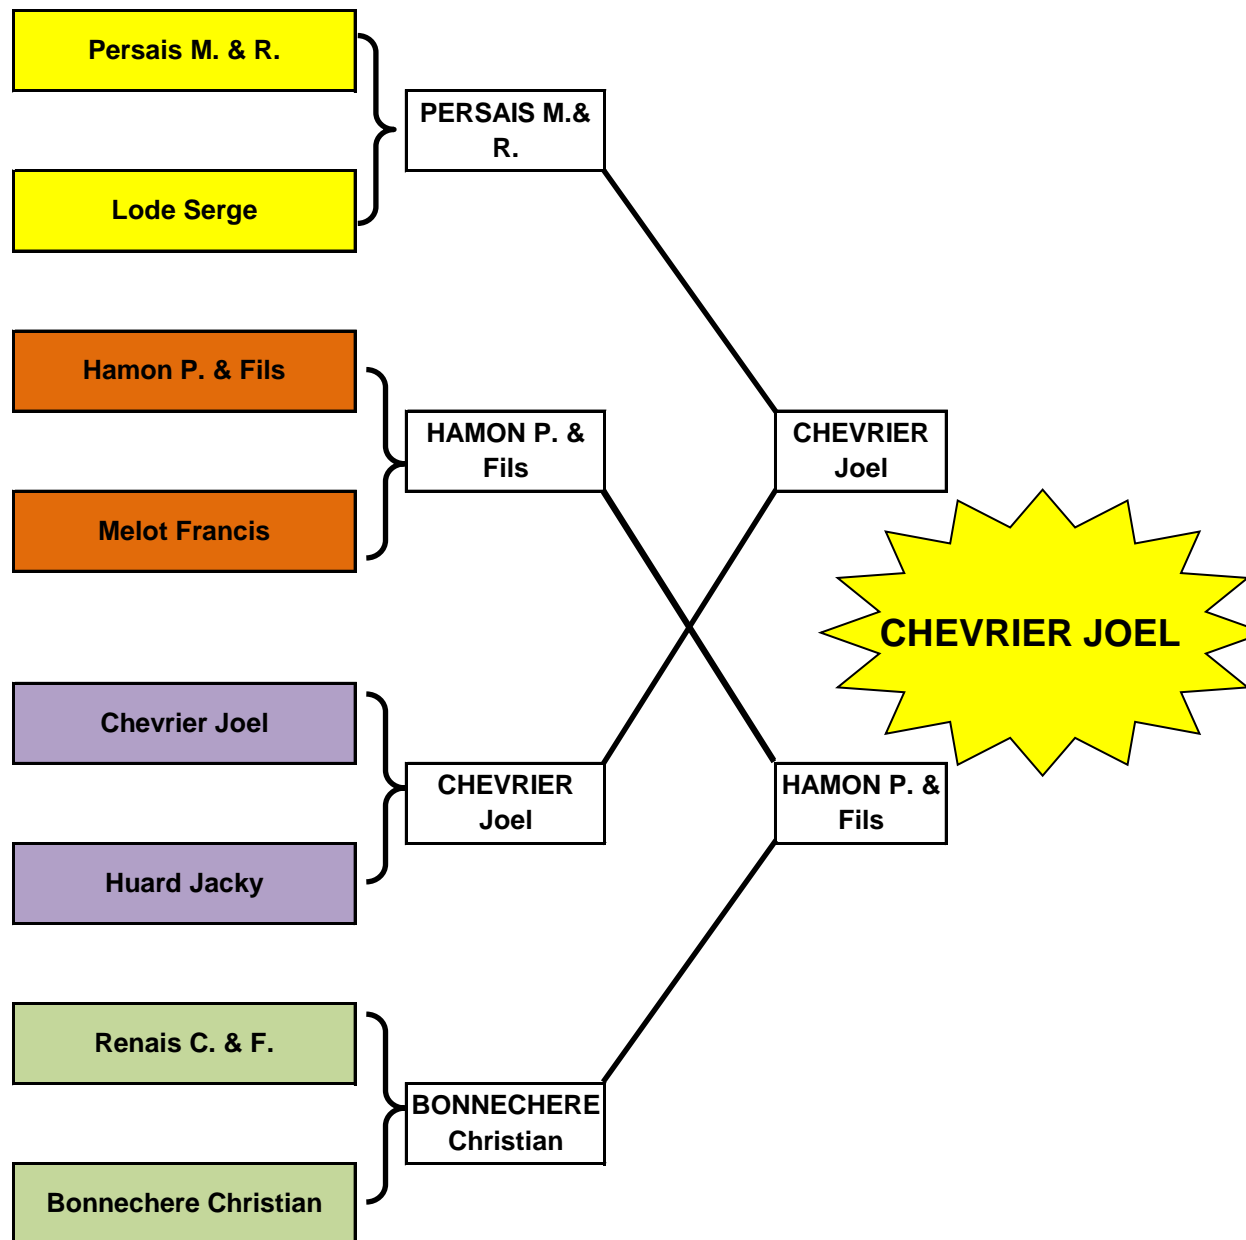 Persais M. & R.
Lode Serge
Hamon P. & Fils
Melot Francis
Chevrier Joel
Huard Jacky
Renais C. & F.
Bonnechere Christian
PERSAIS M.&
R.
HAMON P. &
Fils
CHEVRIER
Joel
BONNECHERE
Christian
CHEVRIER
Joel
HAMON P. &
Fils
CHEVRIER JOEL